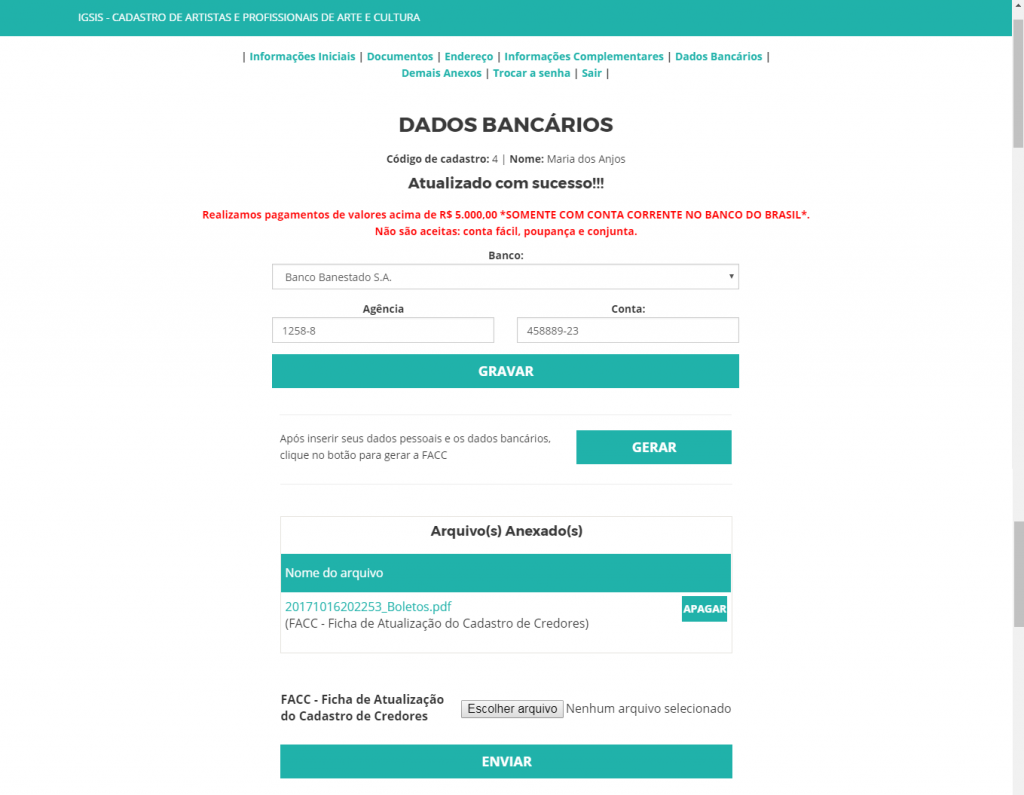 IGSIS - CADASTRO DE ARTISTAS E PROFISSIONAIS DE ARTE E CULTURA
| Informações Iniciais | Documentos | Endereço | Informações Complementares | Dados Bancários |
Demais Anexos | Trocar a senha | Sair |
DADOS BANCÁRIOS
Código de cadastro: 4 | Nome: Maria dos Anjos
Atualizado com sucesso!!!
Realizamos pagamentos de valores acima de R$ 5.000,00 *SOMENTE COM CONTA CORRENTE NO BANCO DO BRASIL*.
Não são aceitas: conta fácil, poupança e conjunta.
Banco:
Banco Banestado S.A.
Agência Conta:
1258-8 458889-23
GRAVAR
Após inserir seus dados pessoais e os dados bancários,
clique no botão para gerar a FACC
GERAR
Arquivo(s) Anexado(s)
Nome do arquivo
20171016202253_Boletos.pdf
(FACC - Ficha de Atualização do Cadastro de Credores)
APAGAR
FACC - Ficha de Atualização
do Cadastro de Credores
Escolher arquivo Nenhum arquivo selecionado
ENVIAR